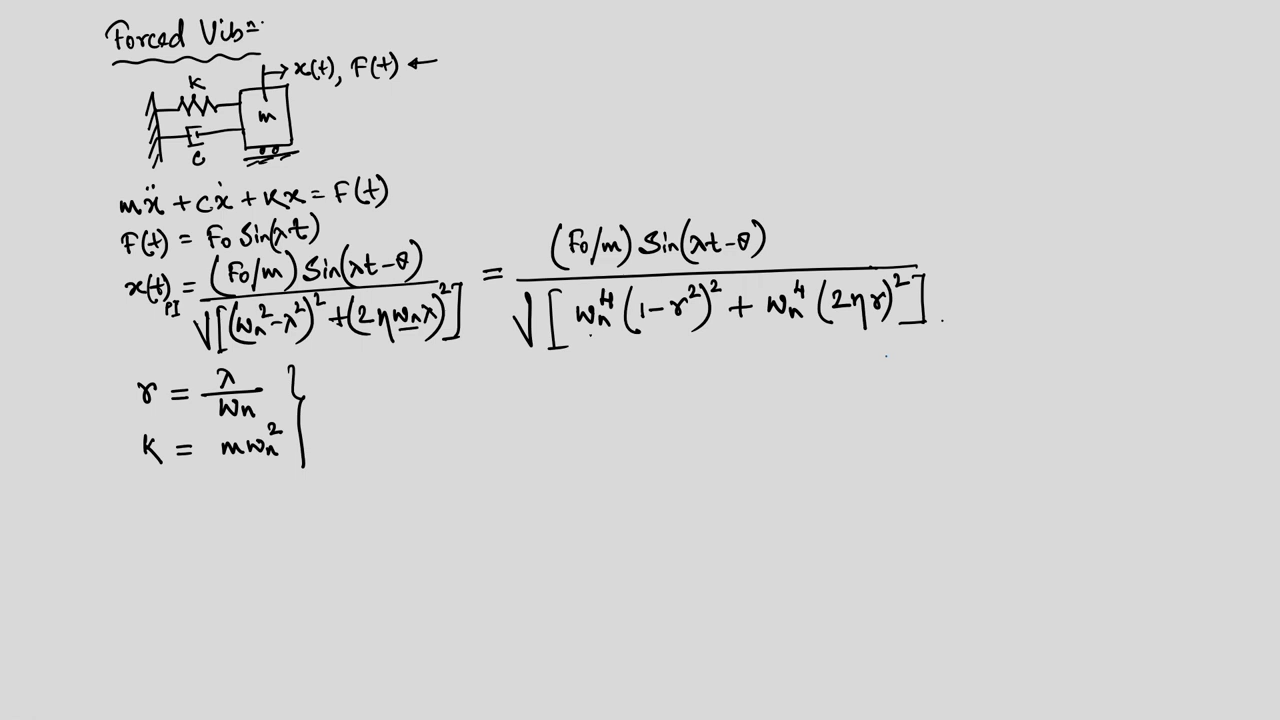 Forced Vibⁿ.
x(t), F(t) ←
K
m
C
mẍ + cẋ + Kx = F(t)
F(t) = F₀ Sin(λt)
x(t)PI = (F₀/m) Sin(λt-θ) / √[(ωn²-λ²)² + (2ηωnλ)²] = (F₀/m) Sin(λt-θ) / √[ωn⁴(1-r²)² + ωn⁴(2ηr)²].
r = λ/ωn
K = mωn²